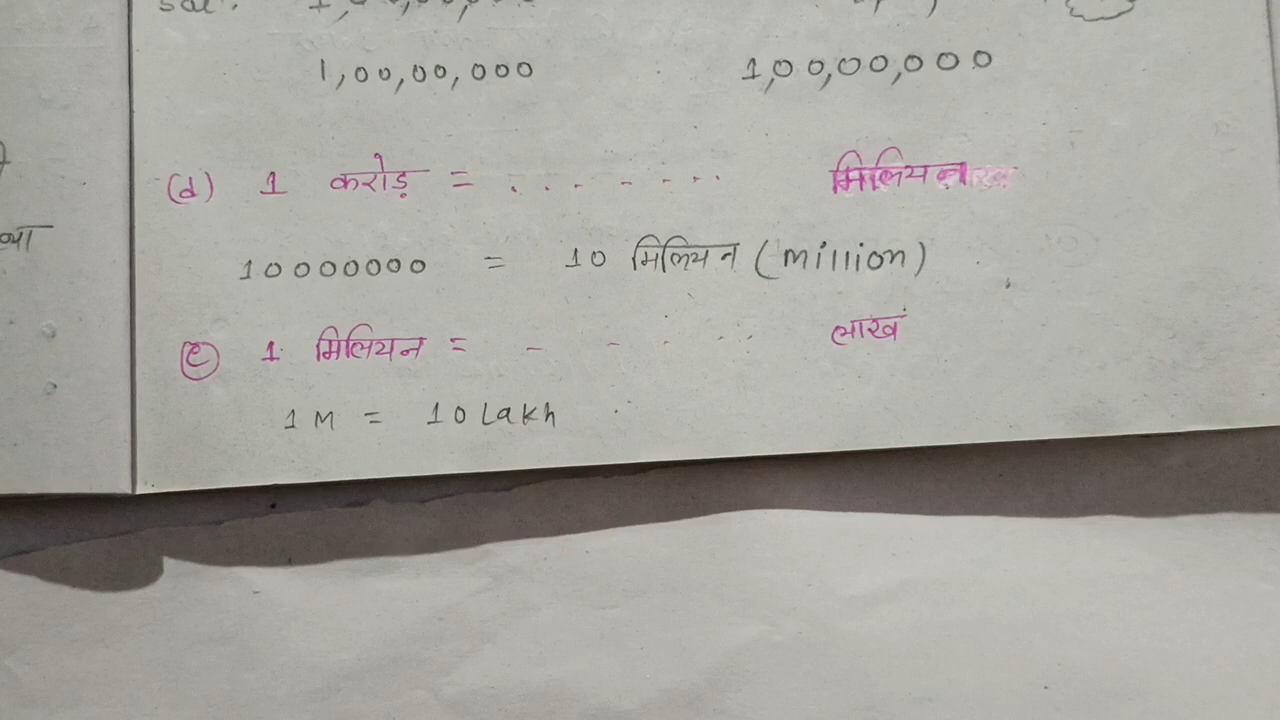 sol.
1,00,00,000 1,00,00,000
(d) 1 करोड़ = . . . - - . . . मिलियन
10000000 = 10 मिलियन (million)
(e) 1 मिलियन = - - . . . लाख
1 M = 10 Lakh